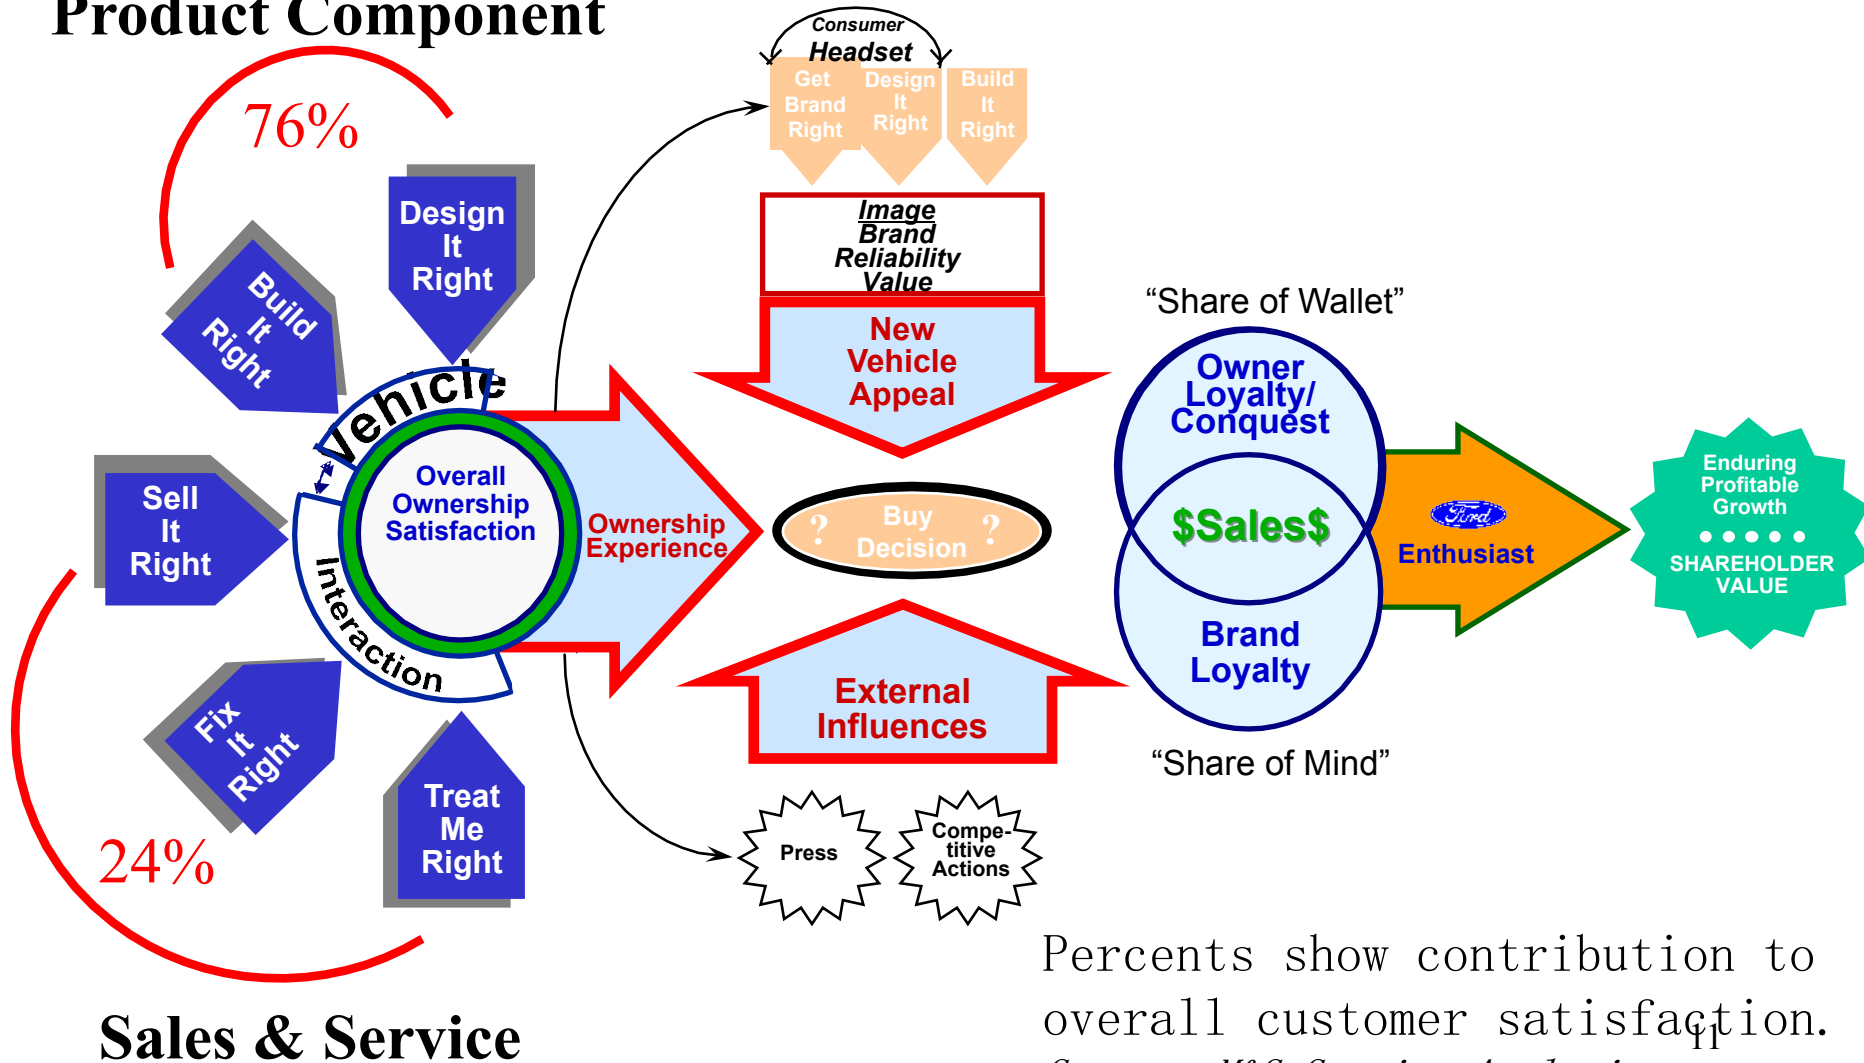 Product Component
76%
Design
It
Right
Build
It
Right
Sell
It
Right
Fix
It
Right
Treat
Me
Right
24%
Sales & Service
Vehicle
Interaction
Overall
Ownership
Satisfaction
Ownership
Experience
Consumer
Headset
Get
Brand
Right
Design
It
Right
Build
It
Right
Image
Brand
Reliability
Value
New
Vehicle
Appeal
? Buy ?
Decision
External
Influences
Press
Compe-
titive
Actions
“Share of Wallet”
Owner
Loyalty/
Conquest
$Sales$
Brand
Loyalty
“Share of Mind”
Ford
Enthusiast
Enduring
Profitable
Growth
• • • • •
SHAREHOLDER
VALUE
Percents show contribution to
overall customer satisfaction.
11